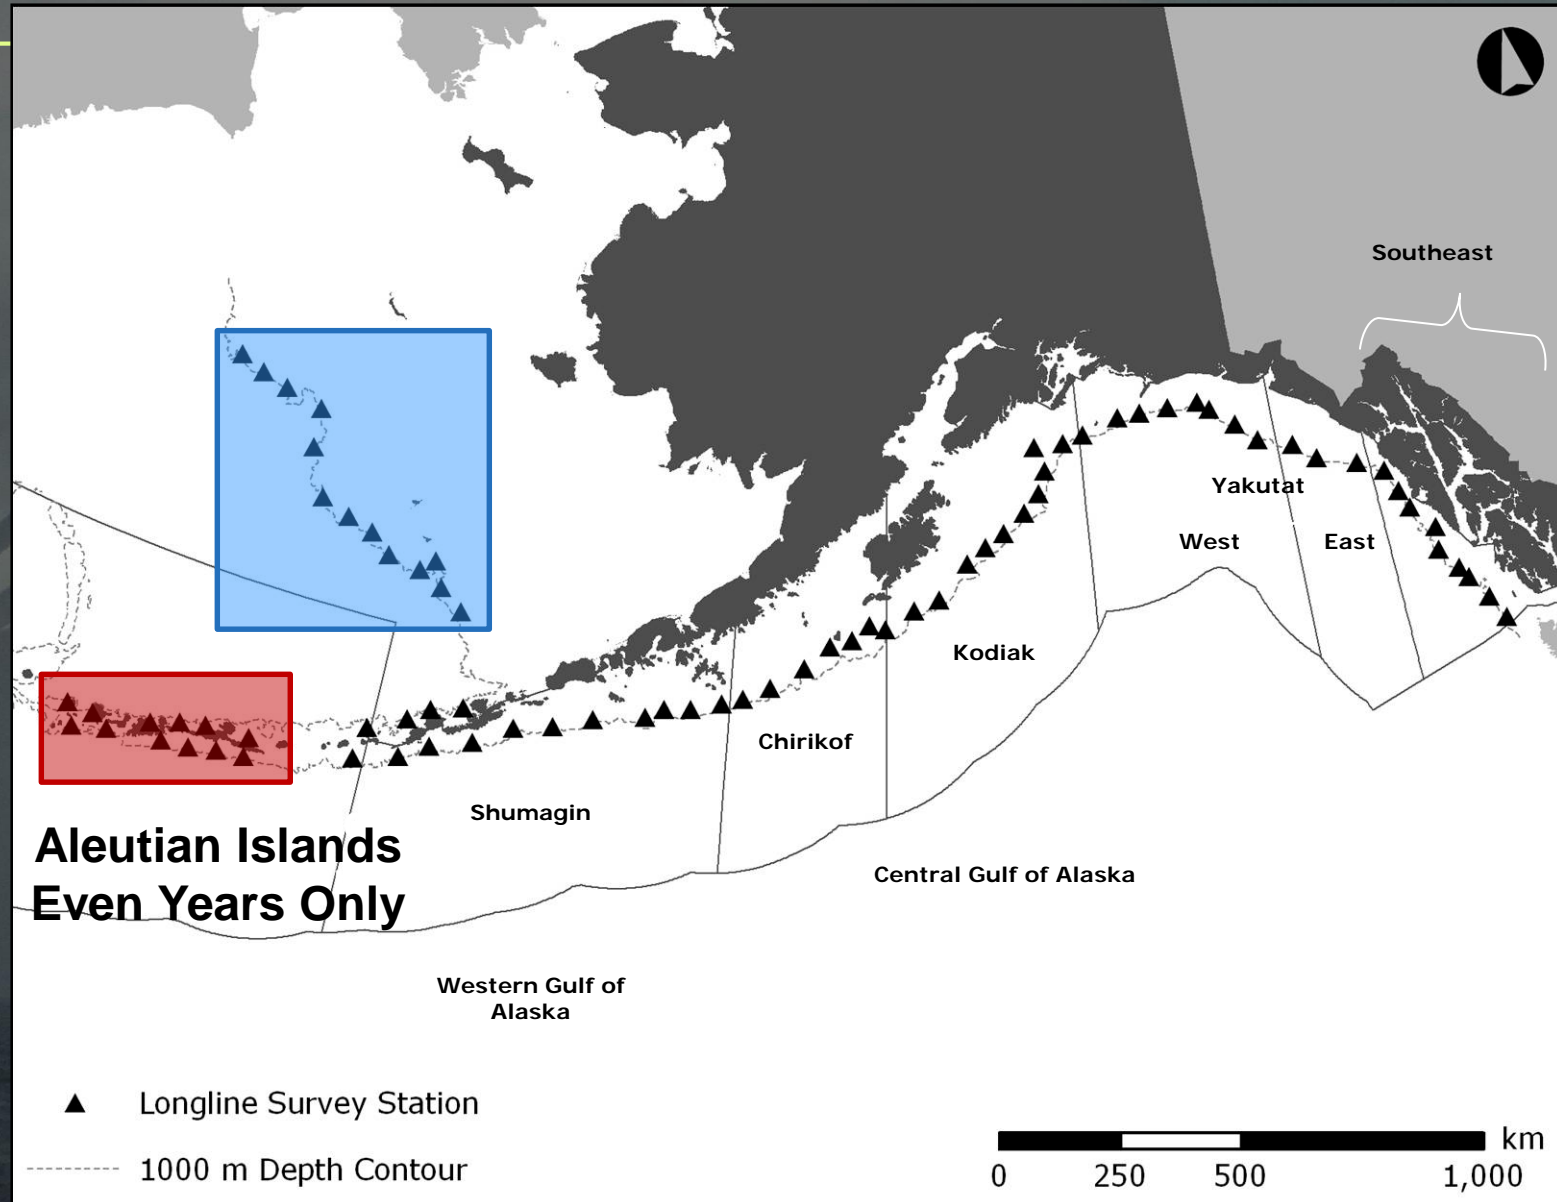 Southeast
Yakutat
West
East
Kodiak
Chirikof
Shumagin
Aleutian Islands
Even Years Only
Central Gulf of Alaska
Western Gulf of
Alaska
Longline Survey Station
1000 m Depth Contour
km
0 250 500 1,000